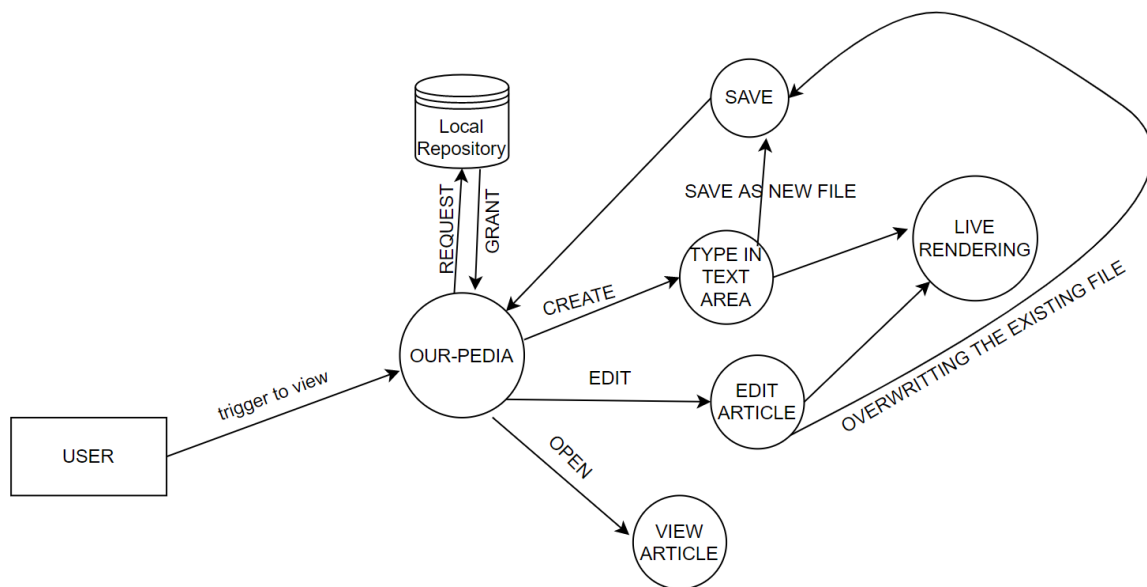 SAVE
Local
Repository
REQUEST
GRANT
SAVE AS NEW FILE
TYPE IN
TEXT
AREA
LIVE
RENDERING
CREATE
OUR-PEDIA
trigger to view
USER
EDIT
EDIT
ARTICLE
OVERWRITTING THE EXISTING FILE
OPEN
VIEW
ARTICLE